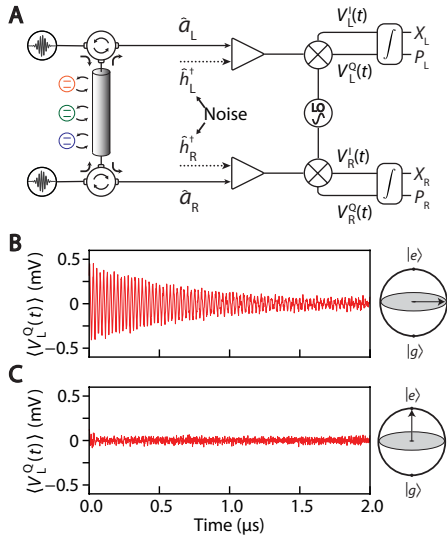 A
â_L
V_L^I(t)
X_L
P_L
V_L^Q(t)
ĥ_L^†
Noise
LO
ĥ_R^†
V_R^I(t)
X_R
P_R
V_R^Q(t)
â_R
B
⟨V_L^Q(t)⟩ (mV)
0.5
0
−0.5
|e⟩
|g⟩
C
⟨V_L^Q(t)⟩ (mV)
0.5
0
−0.5
|e⟩
|g⟩
0.0 0.5 1.0 1.5 2.0
Time (μs)